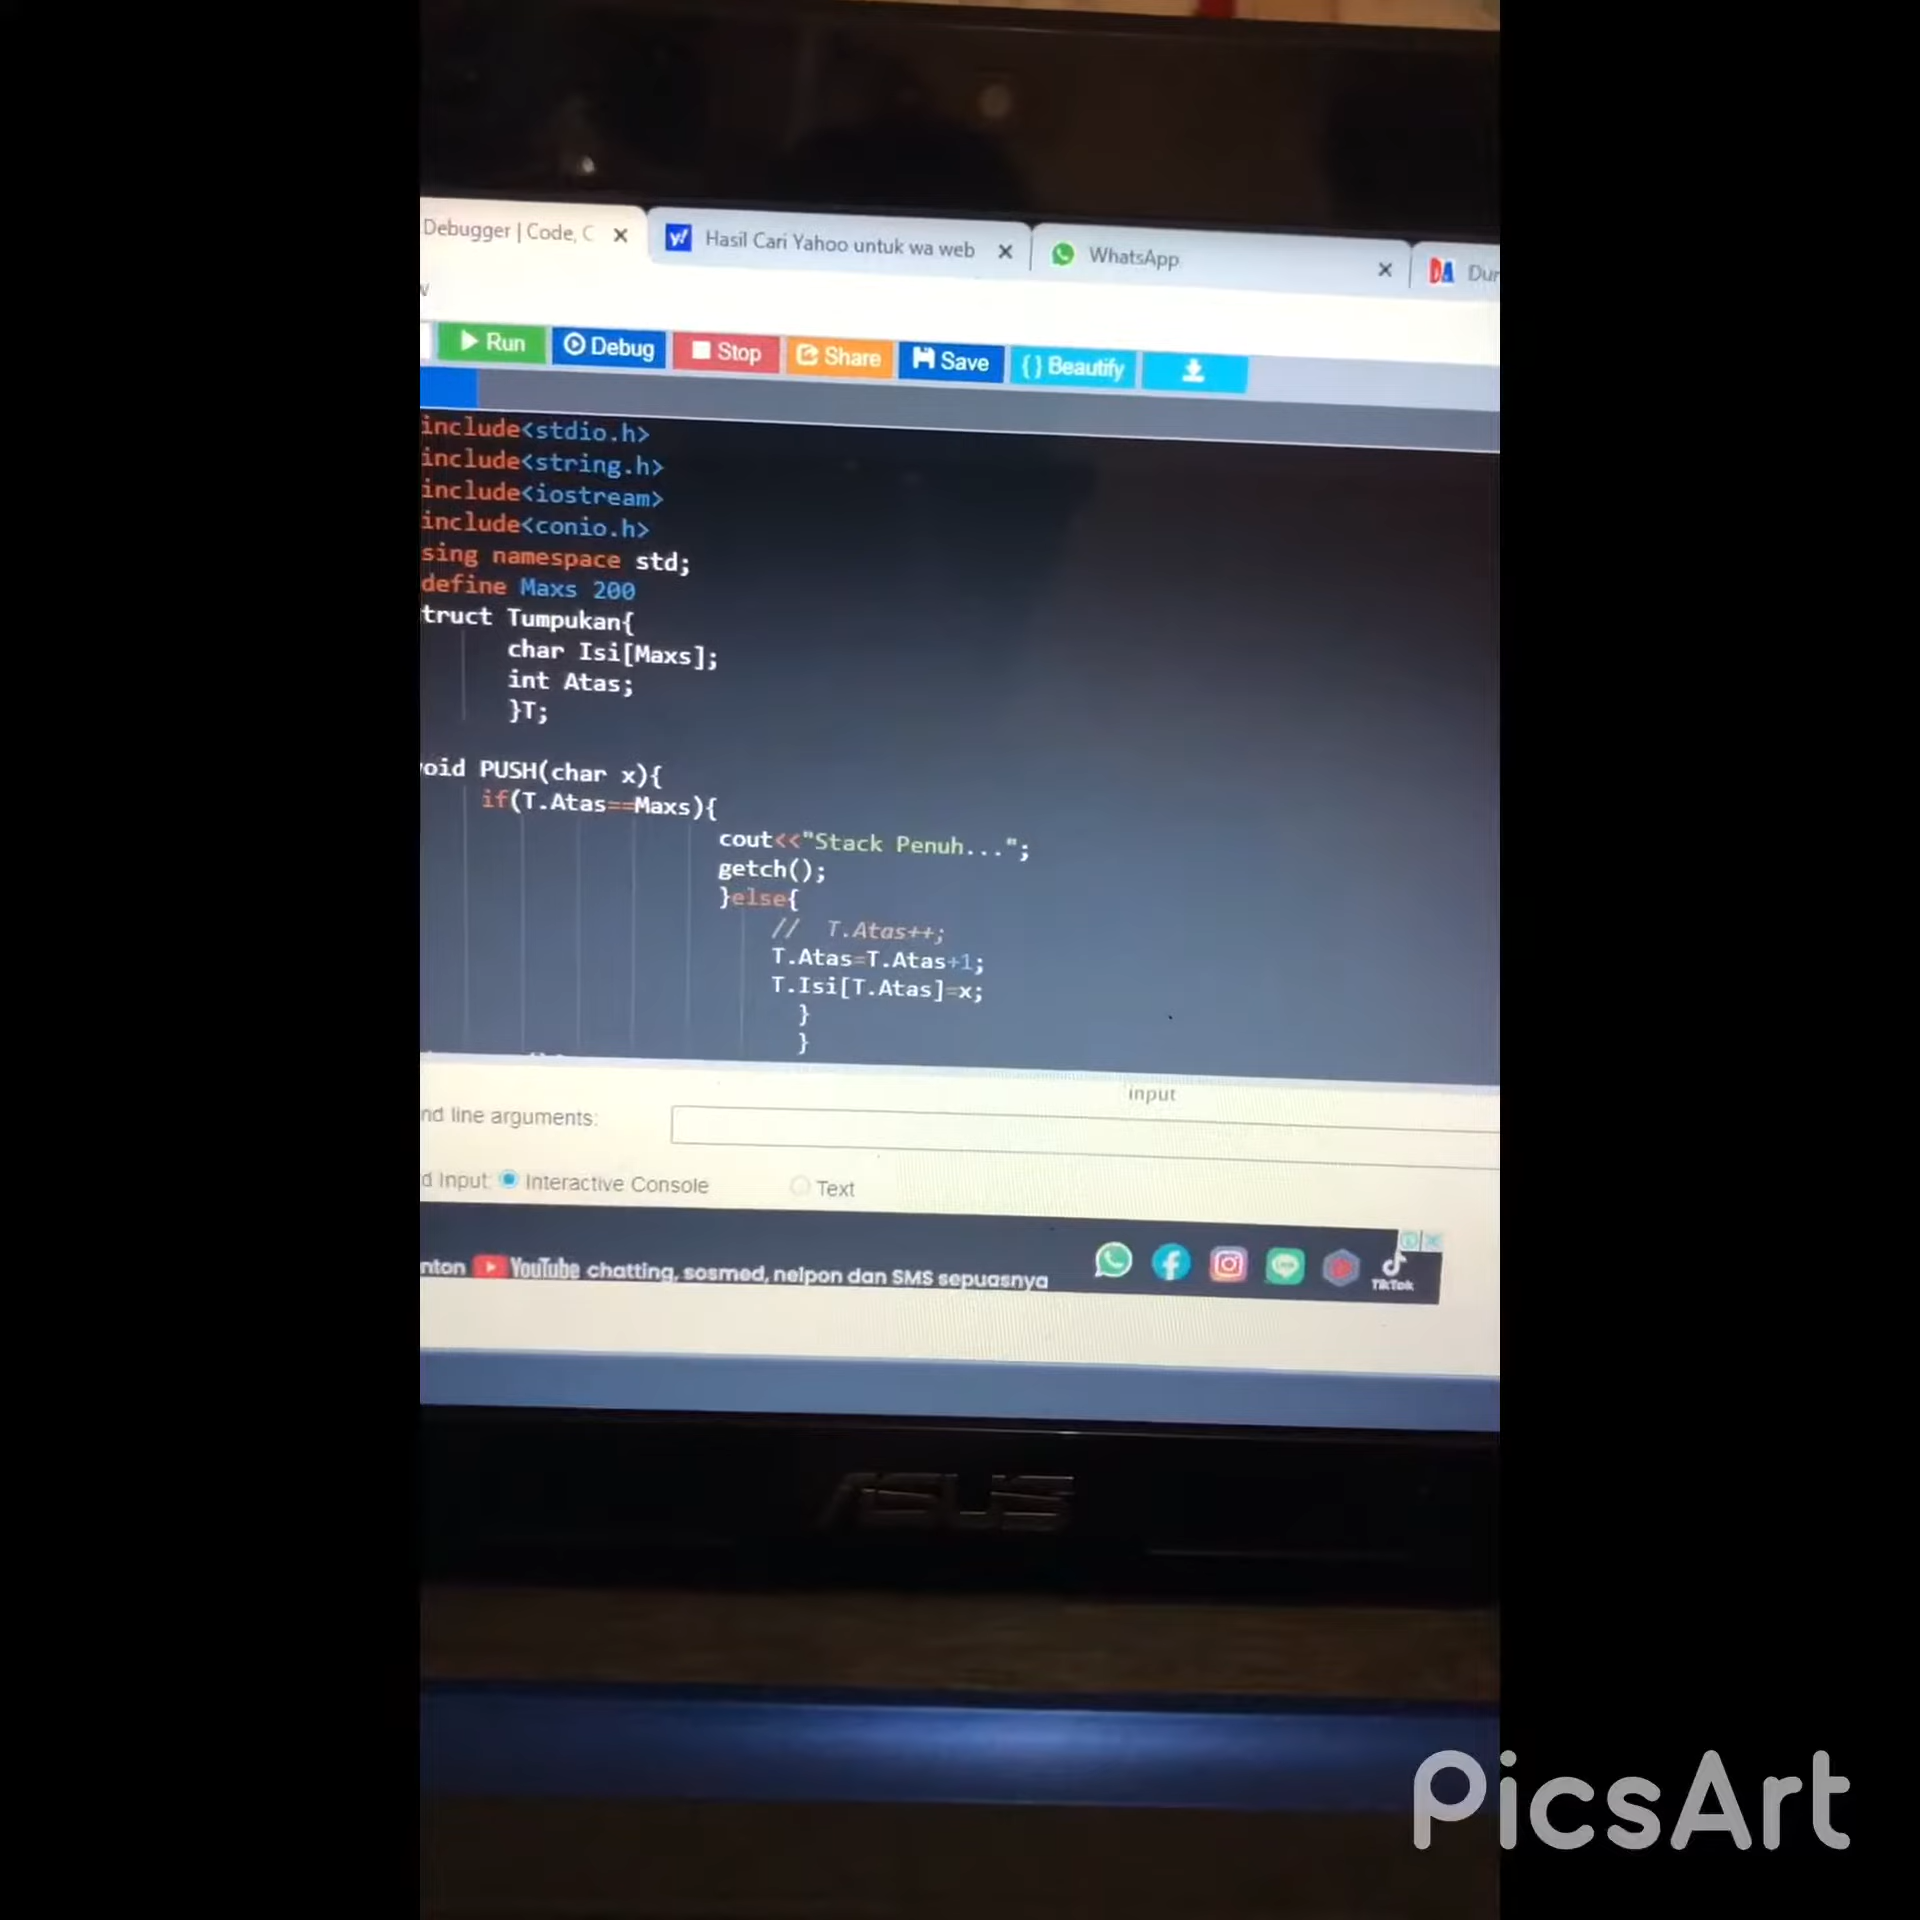 Debugger | Code, C
Hasil Cari Yahoo untuk wa web
WhatsApp
DA Dur
Run
Debug
Stop
Share
Save
{} Beautify
include<stdio.h>
include<string.h>
include<iostream>
include<conio.h>
sing namespace std;
define Maxs 200
truct Tumpukan{
char Isi[Maxs];
int Atas;
}T;
void PUSH(char x){
if(T.Atas==Maxs){
cout<<"Stack Penuh...";
getch();
}else{
// T.Atas++;
T.Atas=T.Atas+1;
T.Isi[T.Atas]=x;
}
}
input
nd line arguments:
d Input: Interactive Console
Text
nton YouTube chatting, sosmed, nelpon dan SMS sepuasnya
TikTok
ASUS
PicsArt